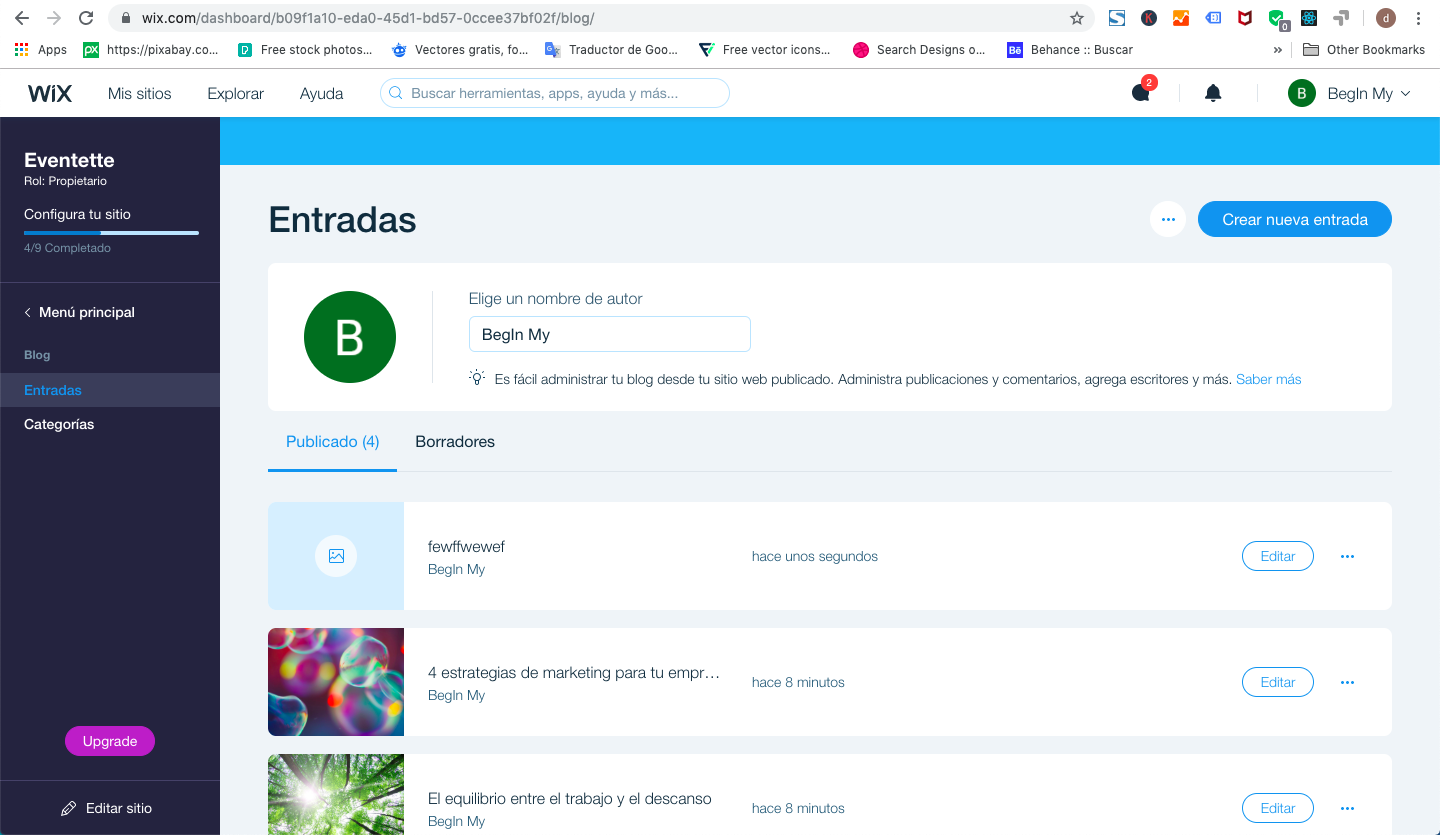 wix.com/dashboard/b09f1a10-eda0-45d1-bd57-0ccee37bf02f/blog/
0
d
Apps
https://pixabay.co...
Free stock photos...
Vectores gratis, fo...
Traductor de Goo...
Free vector icons...
Search Designs o...
Behance :: Buscar
»
Other Bookmarks
WiX
Mis sitios
Explorar
Ayuda
Buscar herramientas, apps, ayuda y más...
2
B
BegIn My
Eventette
Rol: Propietario
Configura tu sitio
4/9 Completado
Menú principal
Blog
Entradas
Categorías
Upgrade
Editar sitio
Entradas
Crear nueva entrada
B
Elige un nombre de autor
BegIn My
Es fácil administrar tu blog desde tu sitio web publicado. Administra publicaciones y comentarios, agrega escritores y más. Saber más
Publicado (4)
Borradores
fewffwewef
BegIn My
hace unos segundos
Editar
4 estrategias de marketing para tu empr...
BegIn My
hace 8 minutos
Editar
El equilibrio entre el trabajo y el descanso
BegIn My
hace 8 minutos
Editar